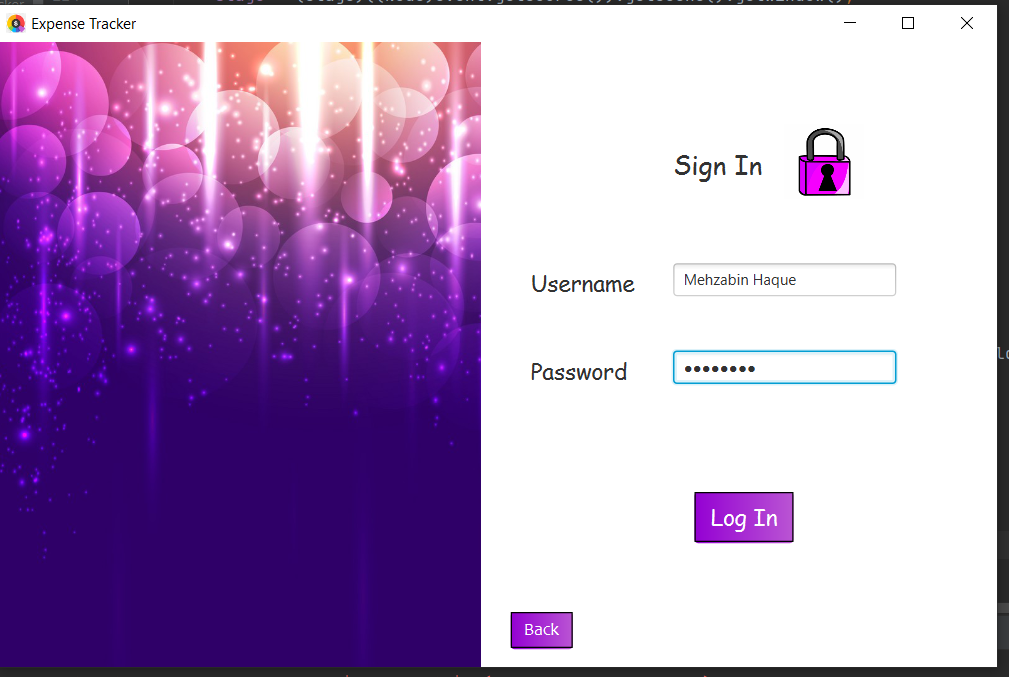 Expense Tracker
Sign In
Username
Mehzabin Haque
Password
••••••••
Log In
Back